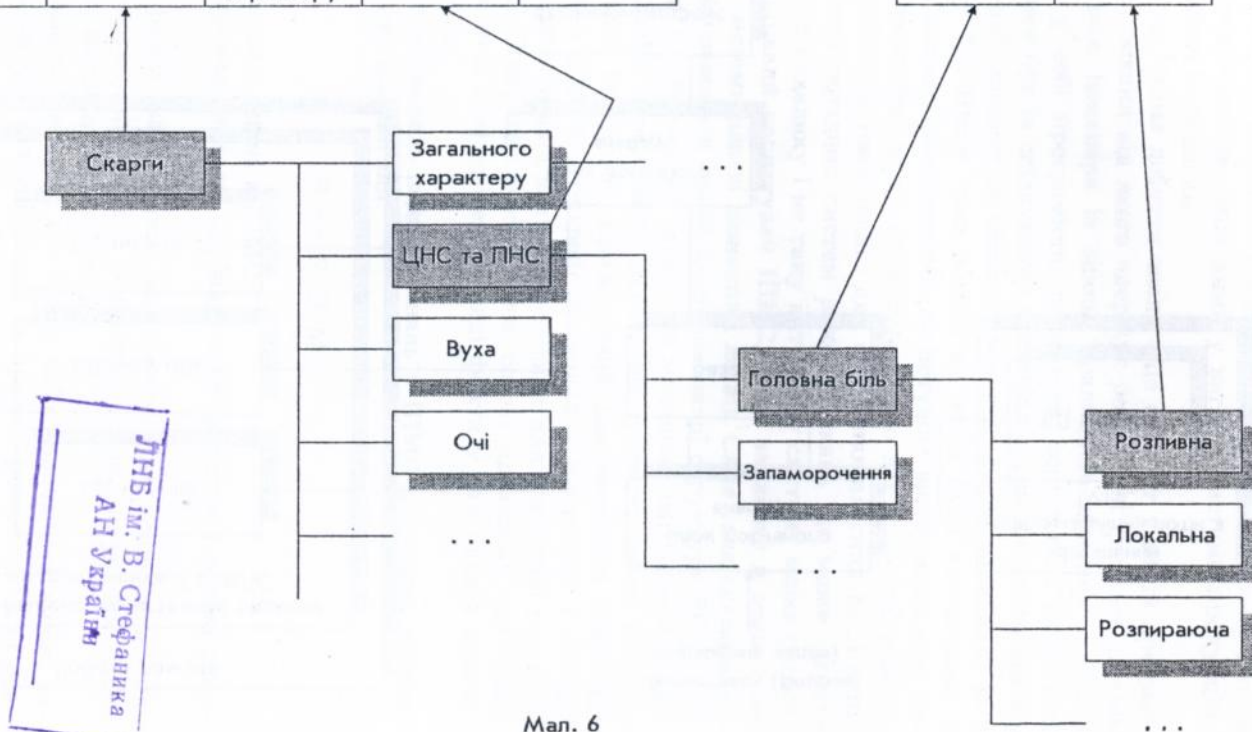 Скарги
Загального
характеру
. . .
ЦНС та ПНС
Вуха
Очі
. . .
Головна біль
Запаморочення
. . .
Розпивна
Локальна
Розпираюча
. . .
ЛНБ ім. В. Стефаника
АН України
Мал. 6